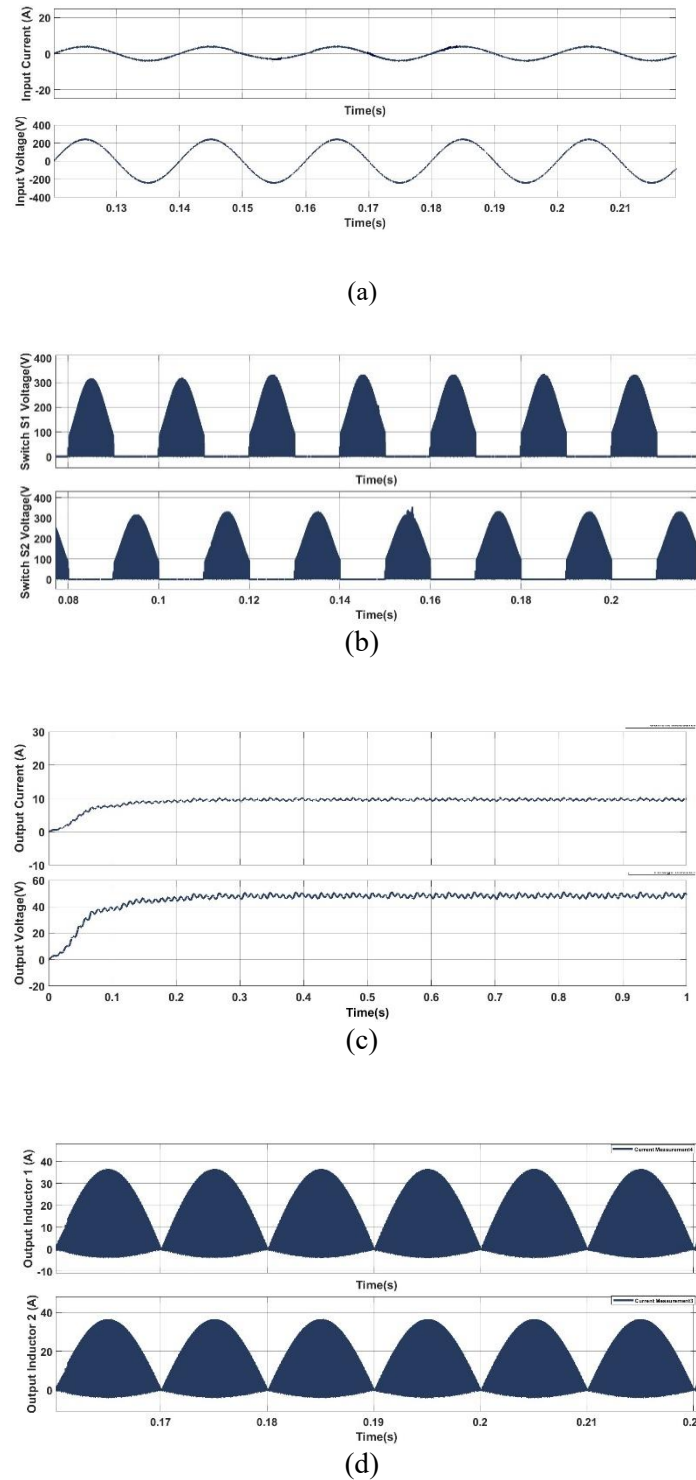 Input Current (A)
20
0
-20
Time(s)
Input Voltage(V)
400
200
0
-200
-400
0.13 0.14 0.15 0.16 0.17 0.18 0.19 0.2 0.21
Time(s)
(a)
Switch S1 Voltage(V)
400
300
200
100
0
Time(s)
Switch S2 Voltage(V
400
300
200
100
0
0.08 0.1 0.12 0.14 0.16 0.18 0.2
Time(s)
(b)
Output Current (A)
30
20
10
0
-10
Output Voltage(V)
60
40
20
0
-20
0 0.1 0.2 0.3 0.4 0.5 0.6 0.7 0.8 0.9 1
Time(s)
(c)
Output Inductor 1 (A)
40
30
20
10
0
-10
Current Measurement4
Time(s)
Output Inductor 2 (A)
40
20
0
Current Measurement3
0.17 0.18 0.19 0.2 0.21 0.2
Time(s)
(d)